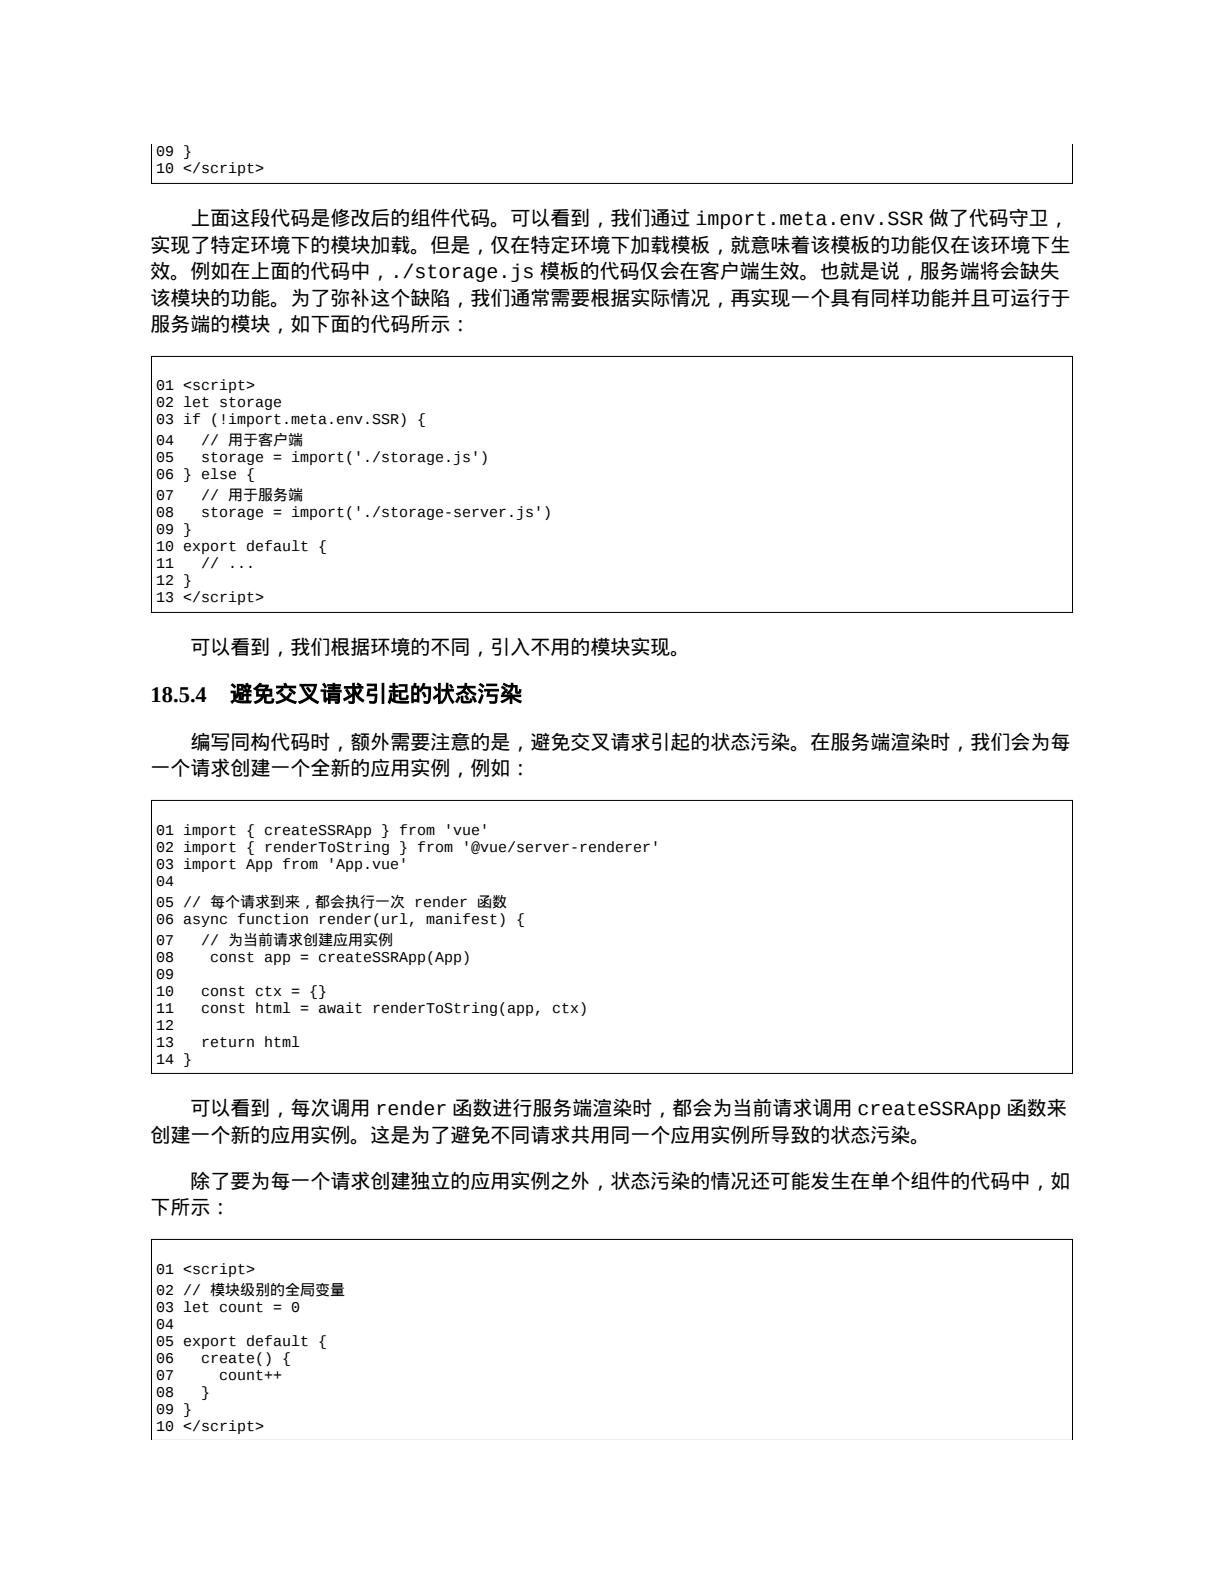 09 }
10 </script>
上面这段代码是修改后的组件代码。可以看到，我们通过 import.meta.env.SSR 做了代码守卫，
实现了特定环境下的模块加载。但是，仅在特定环境下加载模板，就意味着该模板的功能仅在该环境下生
效。例如在上面的代码中，./storage.js 模板的代码仅会在客户端生效。也就是说，服务端将会缺失
该模块的功能。为了弥补这个缺陷，我们通常需要根据实际情况，再实现一个具有同样功能并且可运行于
服务端的模块，如下面的代码所示：
01 <script>
02 let storage
03 if (!import.meta.env.SSR) {
04   // 用于客户端
05   storage = import('./storage.js')
06 } else {
07   // 用于服务端
08   storage = import('./storage-server.js')
09 }
10 export default {
11   // ...
12 }
13 </script>
可以看到，我们根据环境的不同，引入不用的模块实现。
18.5.4 避免交叉请求引起的状态污染
编写同构代码时，额外需要注意的是，避免交叉请求引起的状态污染。在服务端渲染时，我们会为每
一个请求创建一个全新的应用实例，例如：
01 import { createSSRApp } from 'vue'
02 import { renderToString } from '@vue/server-renderer'
03 import App from 'App.vue'
04
05 // 每个请求到来，都会执行一次 render 函数
06 async function render(url, manifest) {
07   // 为当前请求创建应用实例
08    const app = createSSRApp(App)
09
10   const ctx = {}
11   const html = await renderToString(app, ctx)
12
13   return html
14 }
可以看到，每次调用 render 函数进行服务端渲染时，都会为当前请求调用 createSSRApp 函数来
创建一个新的应用实例。这是为了避免不同请求共用同一个应用实例所导致的状态污染。
除了要为每一个请求创建独立的应用实例之外，状态污染的情况还可能发生在单个组件的代码中，如
下所示：
01 <script>
02 // 模块级别的全局变量
03 let count = 0
04
05 export default {
06   create() {
07     count++
08   }
09 }
10 </script>